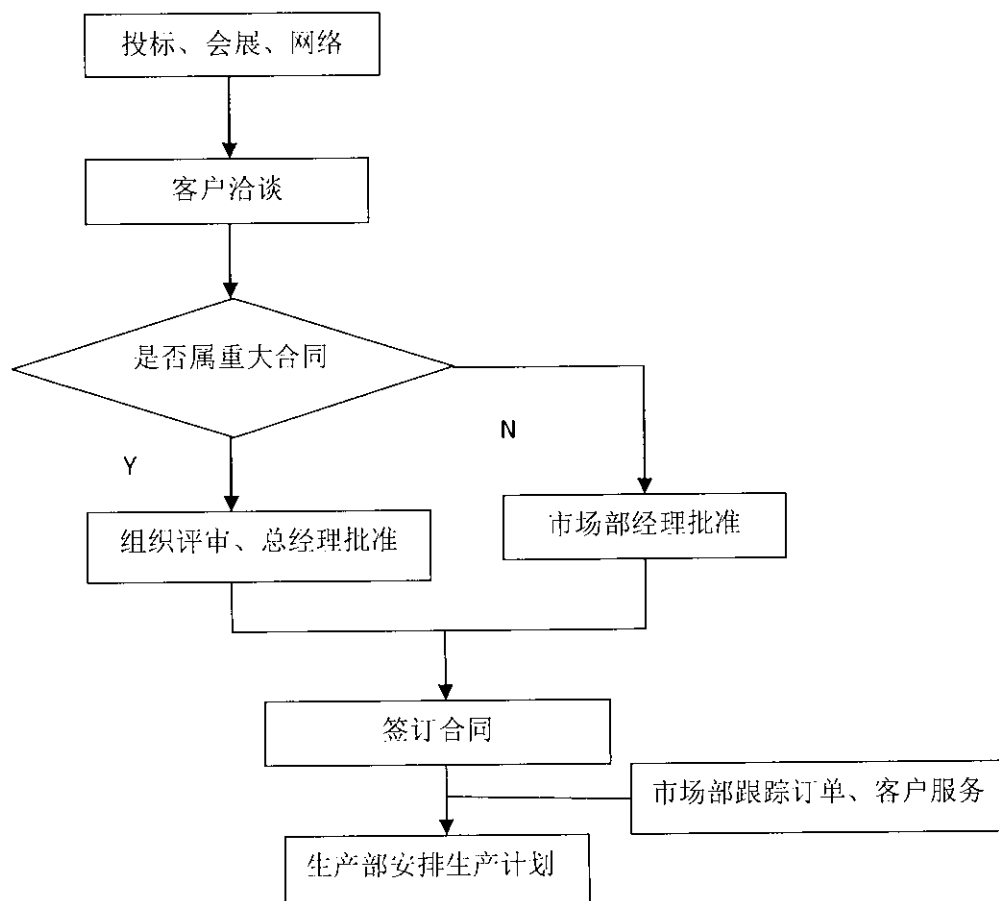 投标、会展、网络
客户洽谈
是否属重大合同
N
Y
组织评审、总经理批准
市场部经理批准
签订合同
市场部跟踪订单、客户服务
生产部安排生产计划